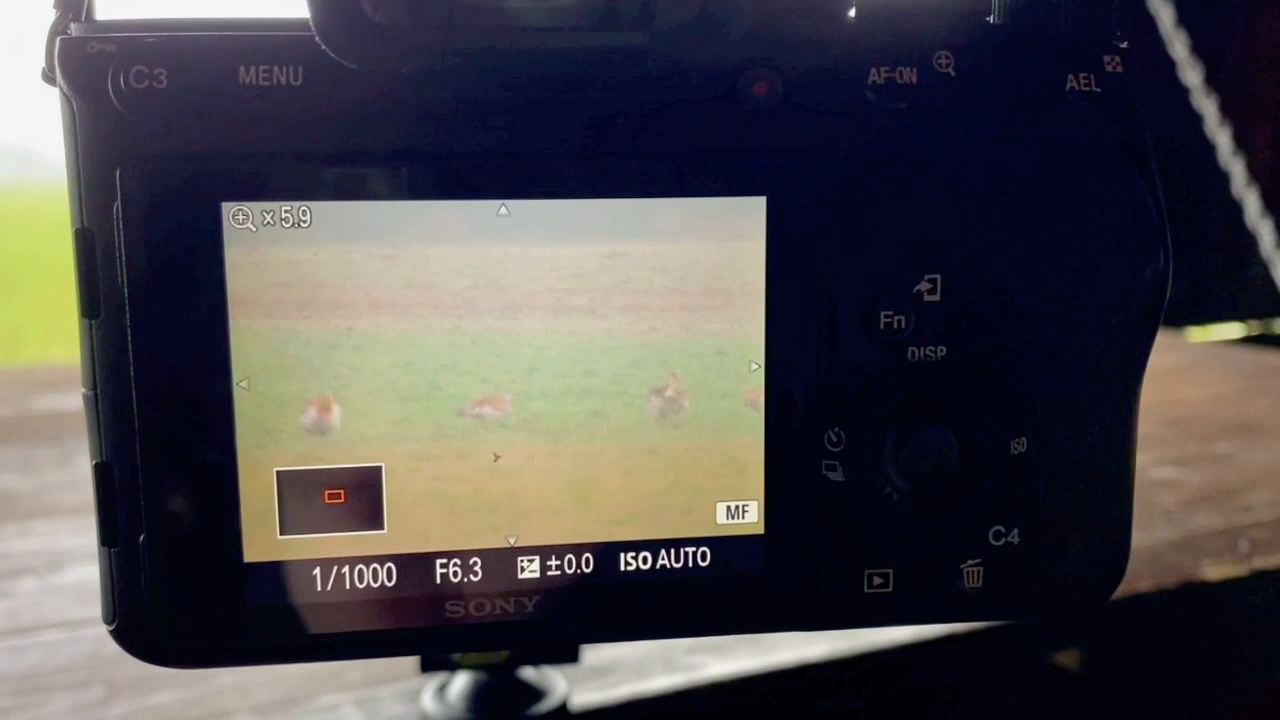 C3 MENU AF-ON AEL
×5.9
Fn
DISP
ISO
MF
C4
1/1000 F6.3 ±0.0 ISO AUTO
SONY